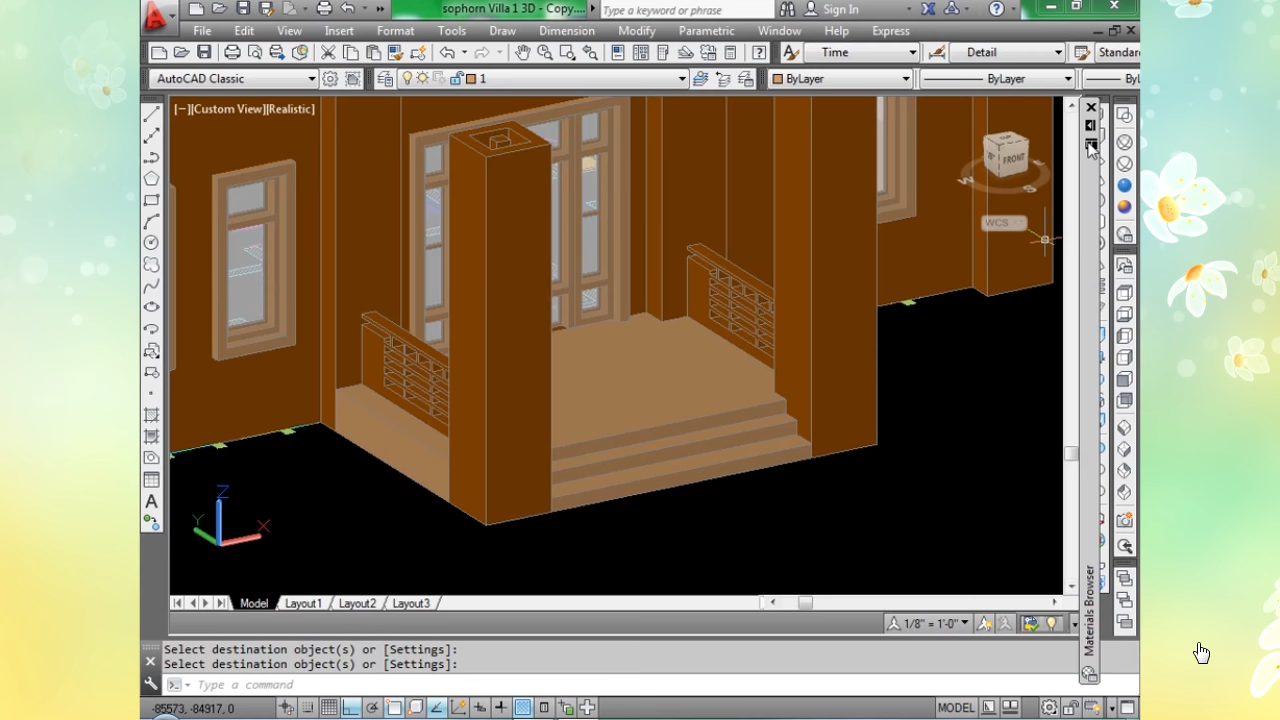 sophorn Villa 1 3D - Copy....
Type a keyword or phrase
Sign In
File Edit View Insert Format Tools Draw Dimension Modify Parametric Window Help Express
Time
Detail
Standard
AutoCAD Classic
1
ByLayer
ByLayer
[−][Custom View][Realistic]
TOP
FRONT
W
S
WCS
Z
Y
X
Model Layout1 Layout2 Layout3
1/8" = 1'-0"
Materials Browser
Select destination object(s) or [Settings]:
Select destination object(s) or [Settings]:
Type a command
-85573, -84917, 0
MODEL